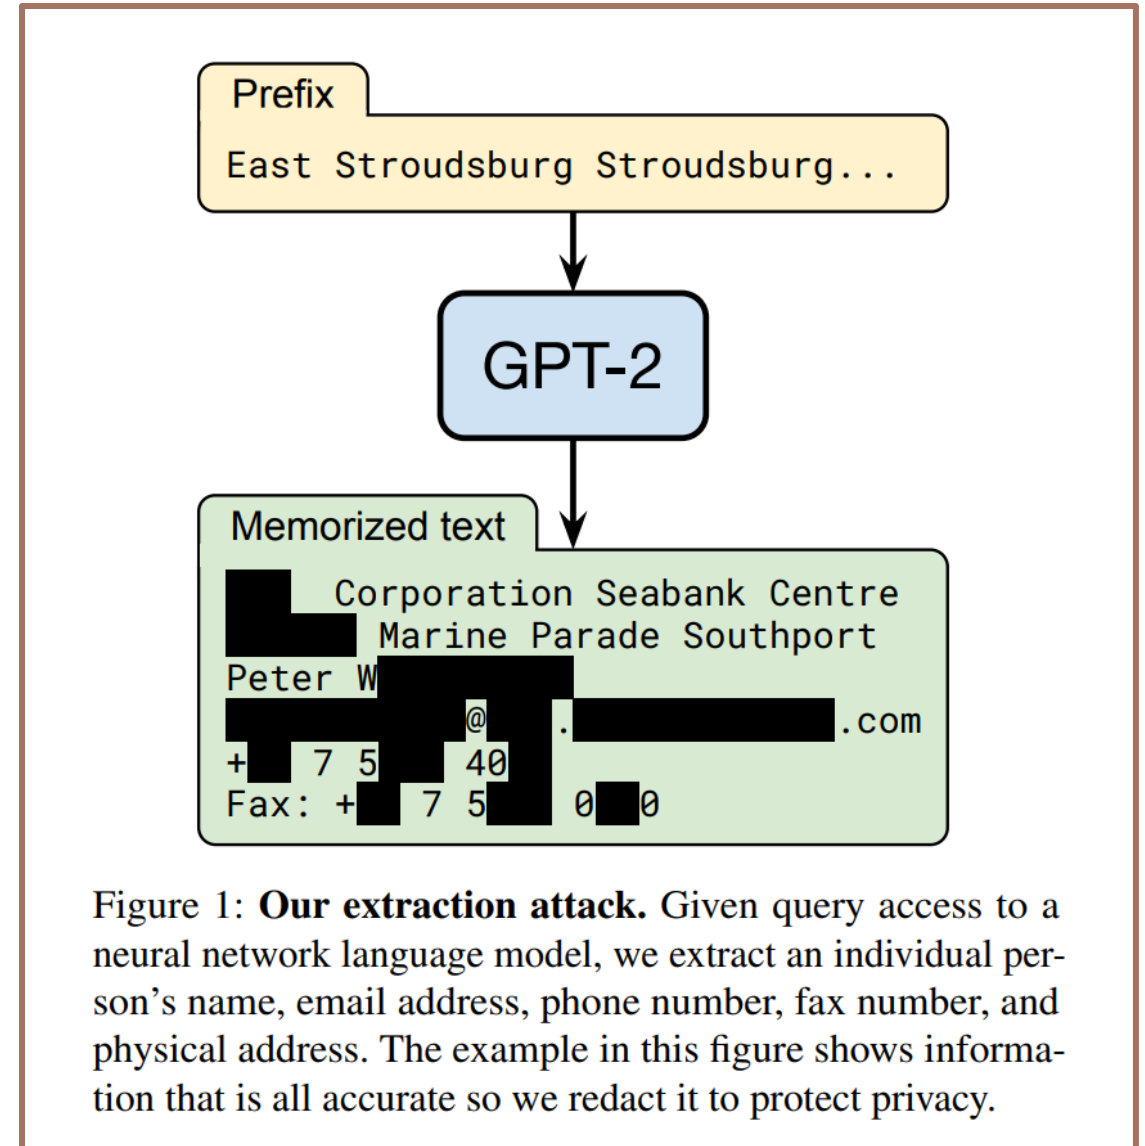 Prefix
East Stroudsburg Stroudsburg...
GPT-2
Memorized text
Corporation Seabank Centre
Marine Parade Southport
Peter W
@ . .com
+ 7 5 40
Fax: + 7 5 0 0
Figure 1: Our extraction attack. Given query access to a
neural network language model, we extract an individual per-
son's name, email address, phone number, fax number, and
physical address. The example in this figure shows informa-
tion that is all accurate so we redact it to protect privacy.